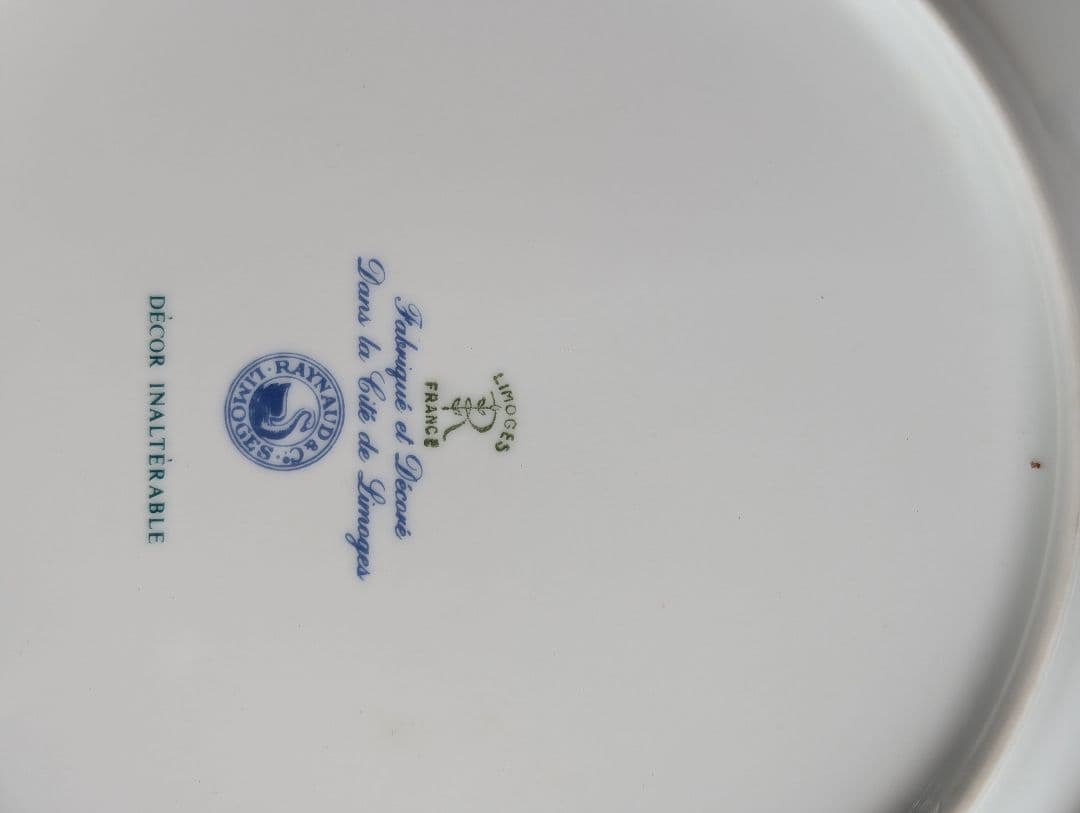 LIMOGES
R
FRANCE
Fabriqué et Décoré
Dans la Cité de Limoges
RAYNAUD & Cº.
LIMOGES
DÉCOR INALTÉRABLE